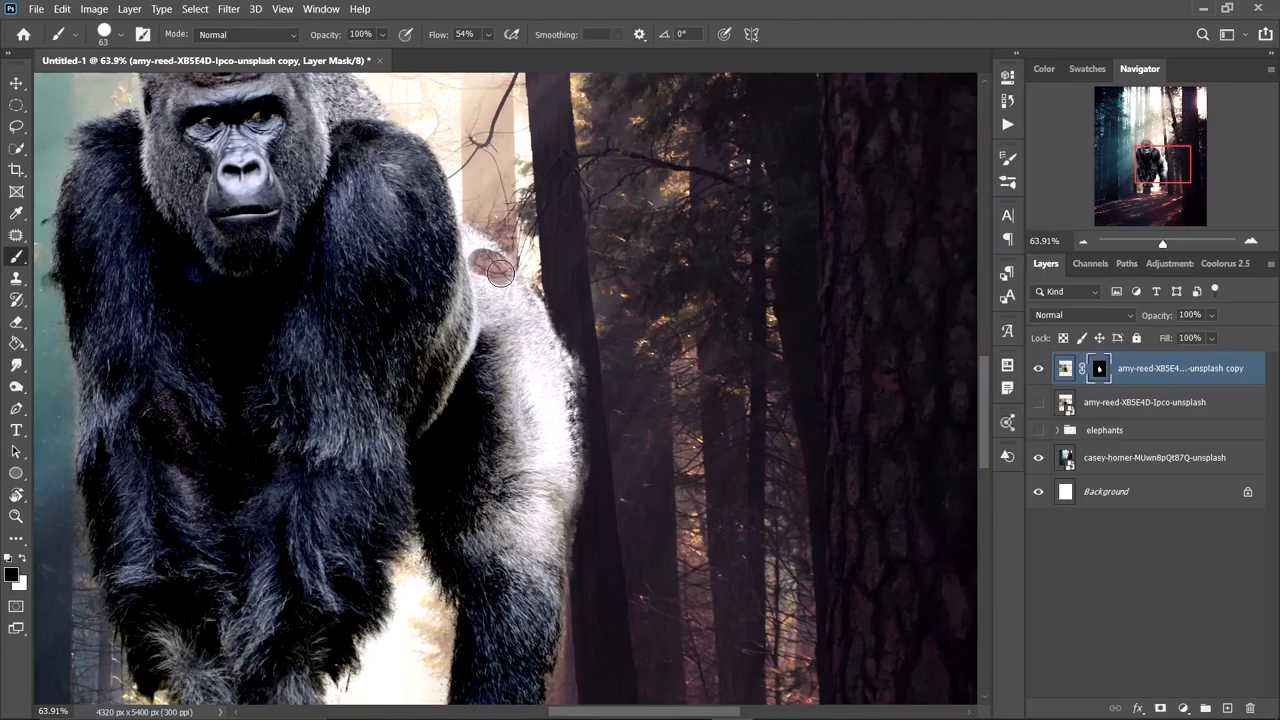 Ps File Edit Image Layer Type Select Filter 3D View Window Help
63 Mode: Normal Opacity: 100% Flow: 54% Smoothing: 0°
Untitled-1 @ 63.9% (amy-reed-XB5E4D-Ipco-unsplash copy, Layer Mask/8) * ×
Color Swatches Navigator
63.91%
Layers Channels Paths Adjustment: Coolorus 2.5
Kind
Normal Opacity: 100%
Lock: Fill: 100%
amy-reed-XB5E4...-unsplash copy
amy-reed-XB5E4D-Ipco-unsplash
elephants
casey-horner-MUwn8pQt87Q-unsplash
Background
63.91% 4320 px x 5400 px (300 ppi)